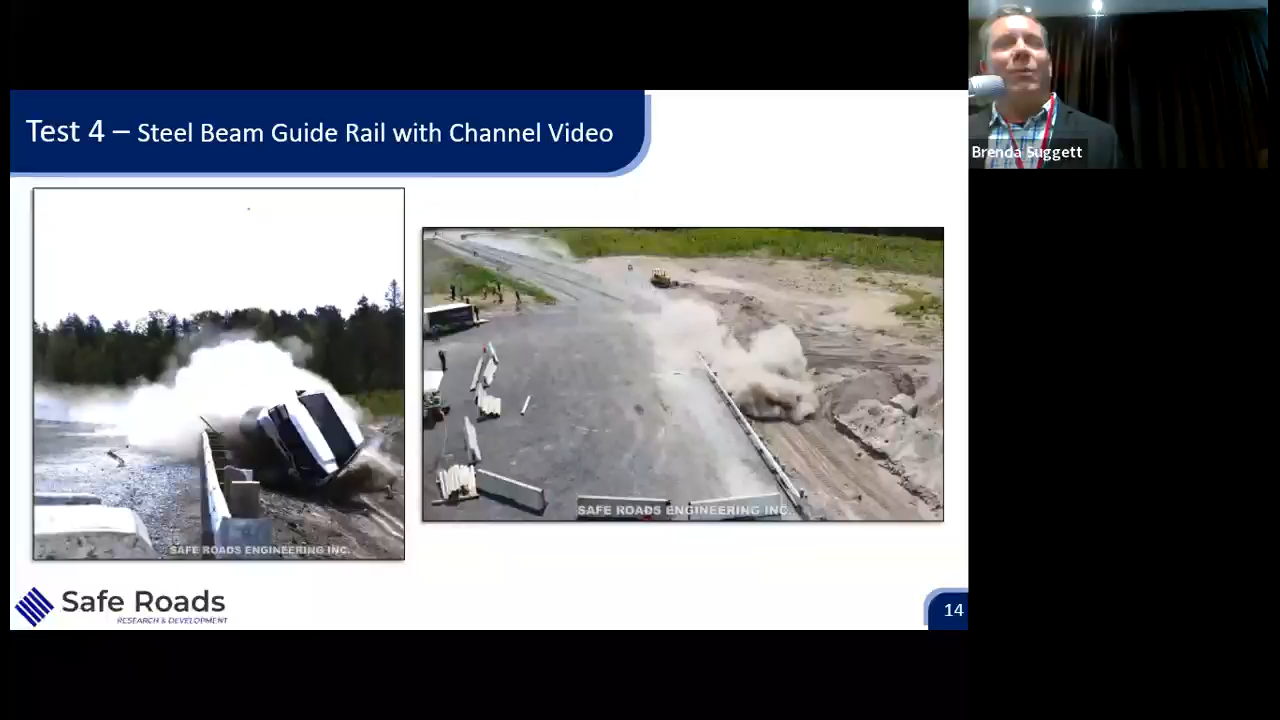 Test 4 – Steel Beam Guide Rail with Channel Video
Brenda Suggett
SAFE ROADS ENGINEERING INC.
SAFE ROADS ENGINEERING INC.
Safe Roads
RESEARCH & DEVELOPMENT
14